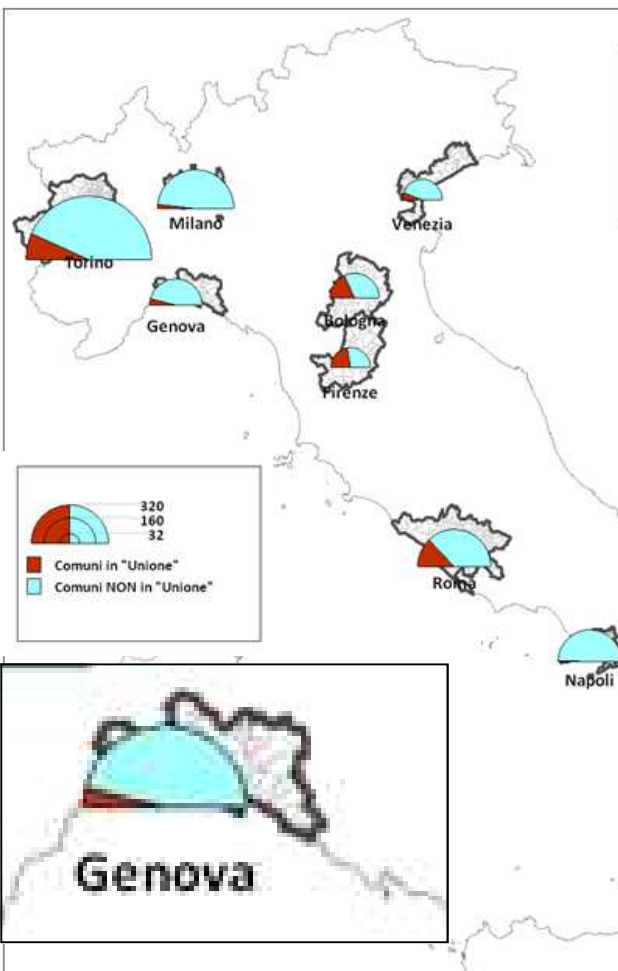 Milano
Venezia
Torino
Genova
Bologna
Firenze
320
160
32
Comuni in "Unione"
Comuni NON in "Unione"
Roma
Napoli
Genova